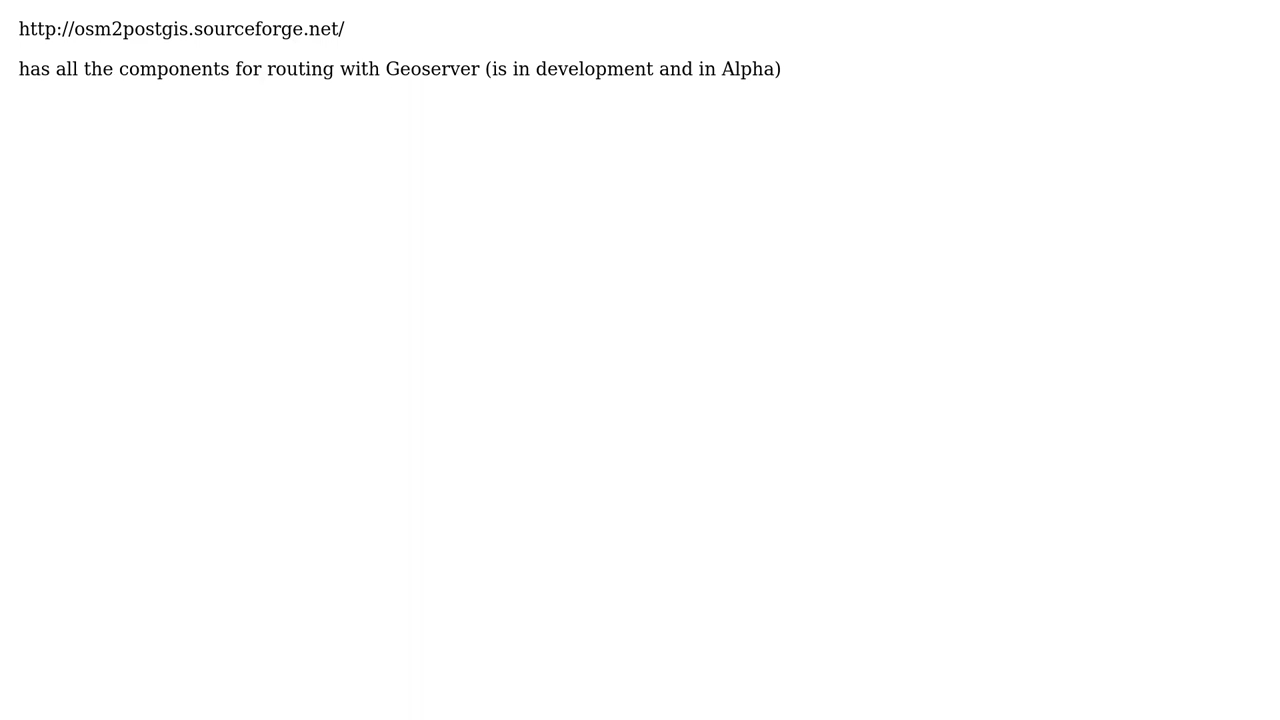 http://osm2postgis.sourceforge.net/
has all the components for routing with Geoserver (is in development and in Alpha)